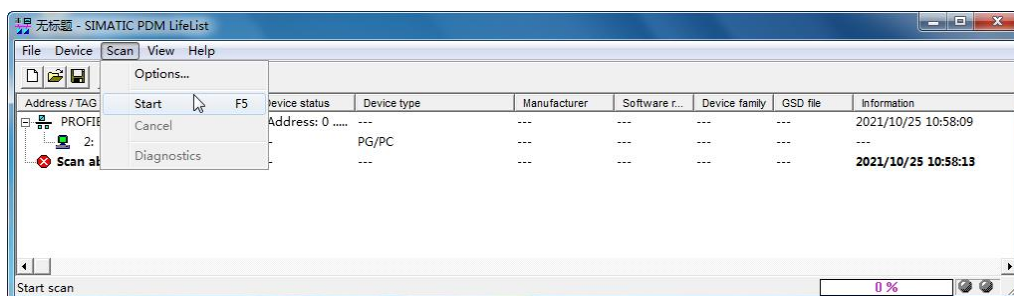 无标题 - SIMATIC PDM LifeList
File Device Scan View Help
Options...
Start F5
Cancel
Diagnostics
Address / TAG Device status Device type Manufacturer Software r... Device family GSD file Information
PROFIE Address: 0 ..... --- --- --- --- --- 2021/10/25 10:58:09
2: - PG/PC --- --- --- --- ---
Scan ab - --- --- --- --- --- 2021/10/25 10:58:13
Start scan 0 %